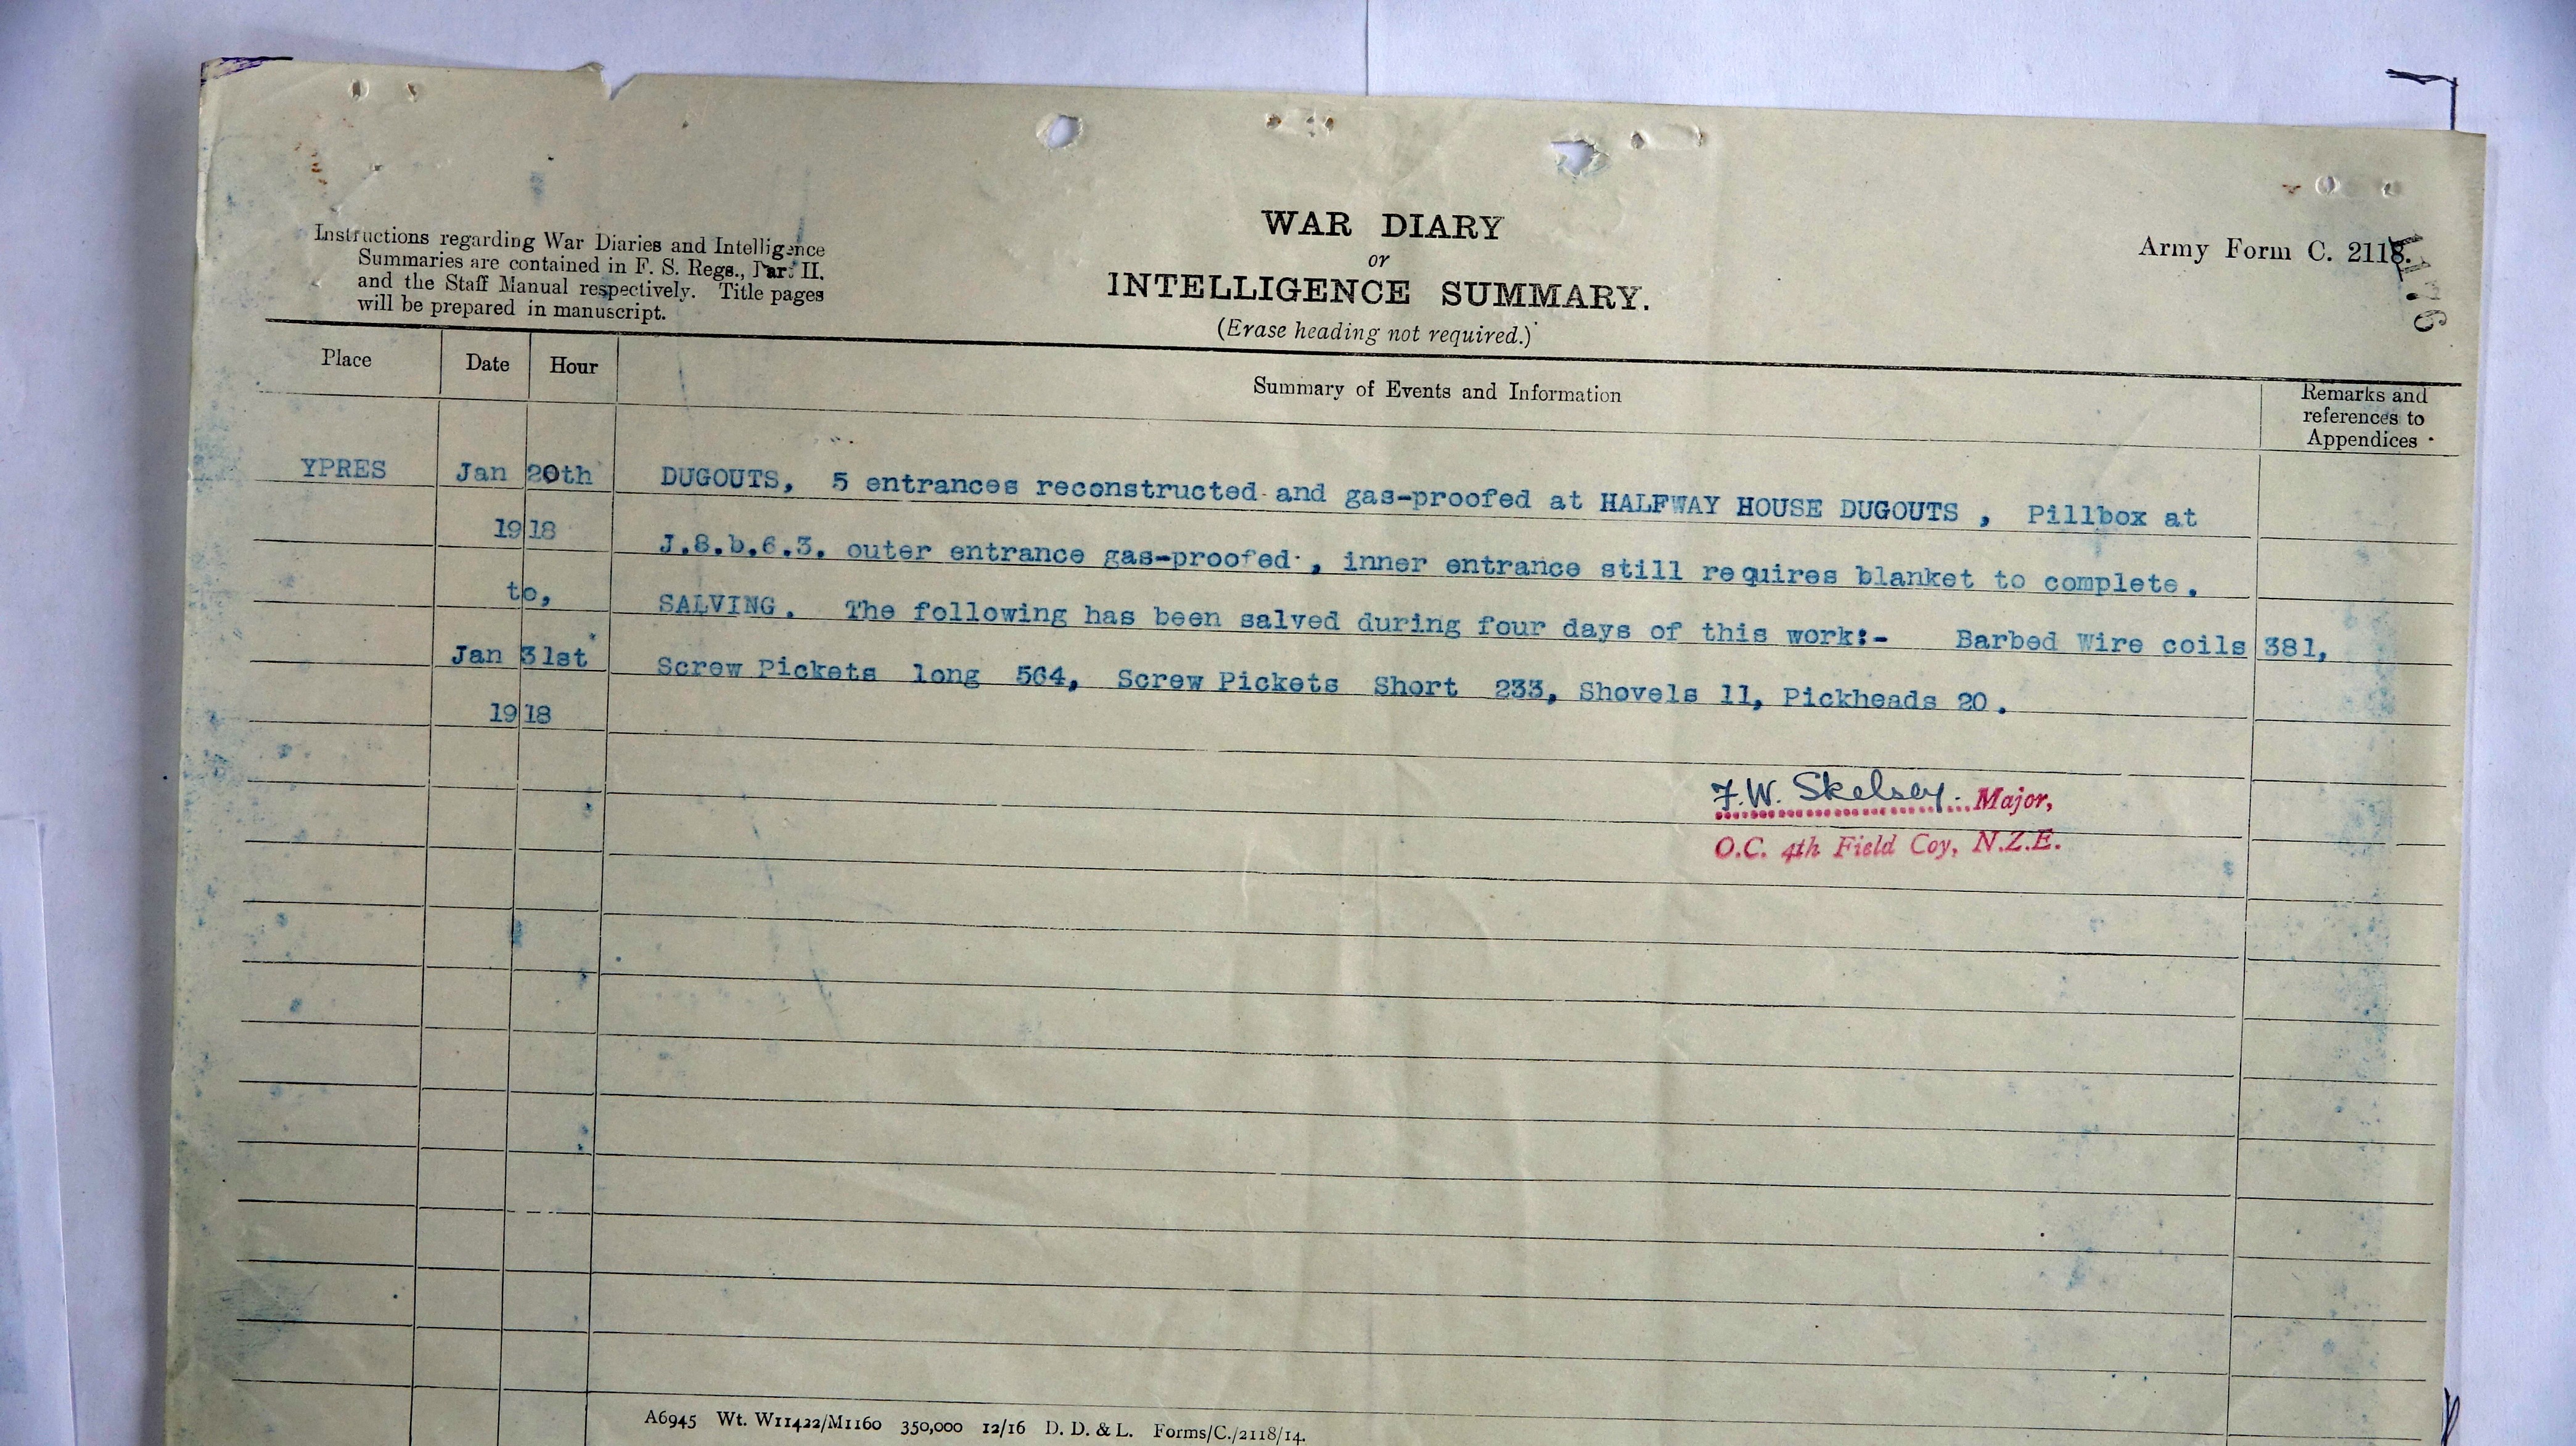 Instructions regarding War Diaries and Intelligence
Summaries are contained in F. S. Regs., Part II.
and the Staff Manual respectively. Title pages
will be prepared in manuscript.
WAR DIARY
or
INTELLIGENCE SUMMARY.
(Erase heading not required.)
Army Form C. 2118.
Place Date Hour Summary of Events and Information Remarks and
references to
Appendices
YPRES Jan 20th DUGOUTS, 5 entrances reconstructed and gas-proofed at HALFWAY HOUSE DUGOUTS , Pillbox at
1918 J.8.b.6.3. outer entrance gas-proofed , inner entrance still requires blanket to complete.
to, SALVING. The following has been salved during four days of this work:- Barbed Wire coils 381,
Jan 31st Screw Pickets long 564, Screw Pickets Short 233, Shovels 11, Pickheads 20.
1918
F.W. Skelsey. Major,
O.C. 4th Field Coy, N.Z.E.
A6945 Wt. W11422/M1160 350,000 12/16 D. D. & L. Forms/C./2118/14.